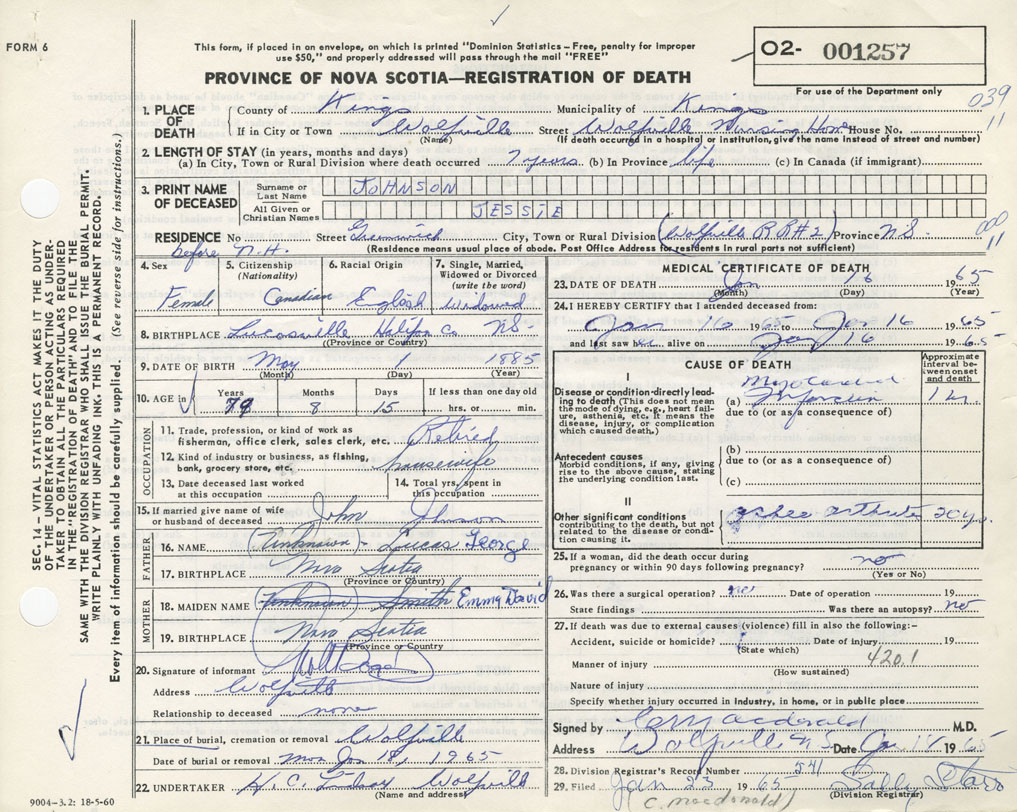 FORM 6
This form, if placed in an envelope, on which is printed "Dominion Statistics – Free, penalty for improper
use $50," and properly addressed will pass through the mail "FREE"
PROVINCE OF NOVA SCOTIA—REGISTRATION OF DEATH
O2- 001257
For use of the Department only
039
11
1. PLACE OF DEATH
County of Kings Municipality of Kings
If in City or Town Wolfville Street Wolfville Nursing Home House No.
(Name) (If death occurred in a hospital or institution, give the name instead of street and number)
2. LENGTH OF STAY (in years, months and days)
(a) In City, Town or Rural Division where death occurred 7 years (b) In Province life (c) In Canada (if immigrant)
3. PRINT NAME OF DECEASED
Surname or Last Name JOHNSON
All Given or Christian Names JESSIE
RESIDENCE No. Street Greenwich City, Town or Rural Division (Wolfville RR#2) Province N.S.
00
11
before N.H. (Residence means usual place of abode. Post Office Address for residents in rural parts not sufficient)
4. Sex Female
5. Citizenship (Nationality) Canadian
6. Racial Origin English
7. Single, Married, Widowed or Divorced (write the word) Widowed
8. BIRTHPLACE Lucasville Halifax Co. NS.
(Province or Country)
9. DATE OF BIRTH May 1 1885
(Month) (Day) (Year)
10. AGE in Years Months Days If less than one day old
79 8 15 hrs. or min.
OCCUPATION
11. Trade, profession, or kind of work as
fisherman, office clerk, sales clerk, etc. Retired
12. Kind of industry or business, as fishing,
bank, grocery store, etc. housewife
13. Date deceased last worked at this occupation
14. Total yrs. spent in this occupation
15. If married give name of wife
or husband of deceased John Johnson
FATHER
16. NAME (Unknown) - Lucas George
17. BIRTHPLACE Nova Scotia
(Province or Country)
MOTHER
18. MAIDEN NAME (Unknown) Smith Emma David
19. BIRTHPLACE Nova Scotia
(Province or Country
20. Signature of informant
Address Wolfville
Relationship to deceased none
21. Place of burial, cremation or removal Wolfville
Date of burial or removal Mon Jan 18, 1965
22. UNDERTAKER H. C. Lindsay Wolfville
(Name and address)
9004-3.2: 18-5-60
MEDICAL CERTIFICATE OF DEATH
23. DATE OF DEATH Jan 16 1965
(Month) (Day) (Year)
24. I HEREBY CERTIFY that I attended deceased from:
Jan 16 1965 to Jan 16 1965
and last saw her alive on Jan 16 1965
CAUSE OF DEATH
Approximate interval between onset and death
I
Disease or condition directly leading to death (This does not mean the mode of dying, e.g., heart failure, asthenia, etc. It means the disease, injury, or complication which caused death.)
(a) Myocardial Infarction 1 hr.
due to (or as a consequence of)
Antecedent causes
Morbid conditions, if any, giving rise to the above cause, stating the underlying condition last.
(b)
due to (or as a consequence of)
(c)
II
Other significant conditions
contributing to the death, but not related to the disease or condition causing it.
arthritis
25. If a woman, did the death occur during
pregnancy or within 90 days following pregnancy? no
(Yes or No)
26. Was there a surgical operation? no Date of operation 19
State findings Was there an autopsy? no
27. If death was due to external causes (violence) fill in also the following:-
Accident, suicide or homicide? Date of injury 19
(State which)
420.1
Manner of injury
(How sustained)
Nature of injury
Specify whether injury occurred in Industry, in home, or in public place
Signed by Macdonald M.D.
Address Wolfville N.S. Date Jan 1965
28. Division Registrar's Record Number 541
29. Filed Jan 23 1965
(Division Registrar)
(C. Macdonald)
SEC. 14 – VITAL STATISTICS ACT MAKES IT THE DUTY
OF THE UNDERTAKER OR PERSON ACTING AS UNDER-
TAKER TO OBTAIN ALL THE PARTICULARS REQUIRED
IN THE "REGISTRATION OF DEATH" AND TO FILE THE
SAME WITH THE DIVISION REGISTRAR WHO SHALL ISSUE THE BURIAL PERMIT.
WRITE PLAINLY WITH UNFADING INK. THIS IS A PERMANENT RECORD.
Every item of information should be carefully supplied. (See reverse side for instructions.)